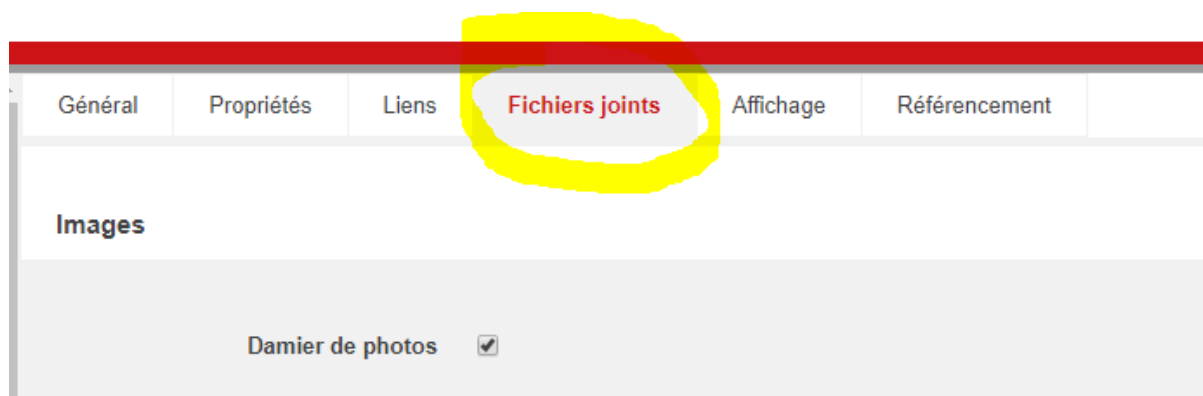 Général Propriétés Liens Fichiers joints Affichage Référencement
Images
Damier de photos